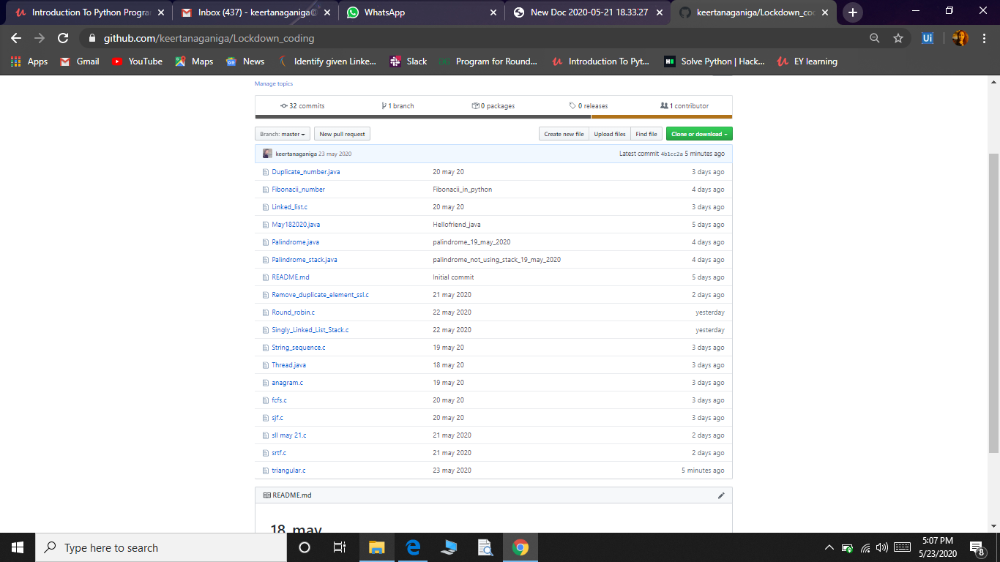 Introduction To Python Progra
Inbox (437) - keertanaganiga@
WhatsApp
New Doc 2020-05-21 18.33.27
keertanaganiga/Lockdown_co
github.com/keertanaganiga/Lockdown_coding
Ui
Apps
Gmail
YouTube
Maps
News
Identify given Linke...
Slack
Program for Round...
Introduction To Pyt...
Solve Python | Hack...
EY learning
Manage topics
32 commits
1 branch
0 packages
0 releases
1 contributor
Branch: master
New pull request
Create new file
Upload files
Find file
Clone or download
keertanaganiga 23 may 2020
Latest commit 4b1cc2a 5 minutes ago
Duplicate_number.java 20 may 20 3 days ago
Fibonacii_number Fibonacii_in_python 4 days ago
Linked_list.c 20 may 20 3 days ago
May182020.java Hellofriend_java 5 days ago
Palindrome.java palindrome_19_may_2020 4 days ago
Palindrome_stack.java palindrome_not_using_stack_19_may_2020 4 days ago
README.md Initial commit 5 days ago
Remove_duplicate_element_ssl.c 21 may 2020 2 days ago
Round_robin.c 22 may 2020 yesterday
Singly_Linked_List_Stack.c 22 may 2020 yesterday
String_sequence.c 19 may 20 3 days ago
Thread.java 18 may 20 3 days ago
anagram.c 19 may 20 3 days ago
fcfs.c 20 may 20 3 days ago
sjf.c 20 may 20 3 days ago
sll may 21.c 21 may 2020 2 days ago
srtf.c 21 may 2020 2 days ago
triangular.c 23 may 2020 5 minutes ago
README.md
18 may
Type here to search
5:07 PM
5/23/2020
8